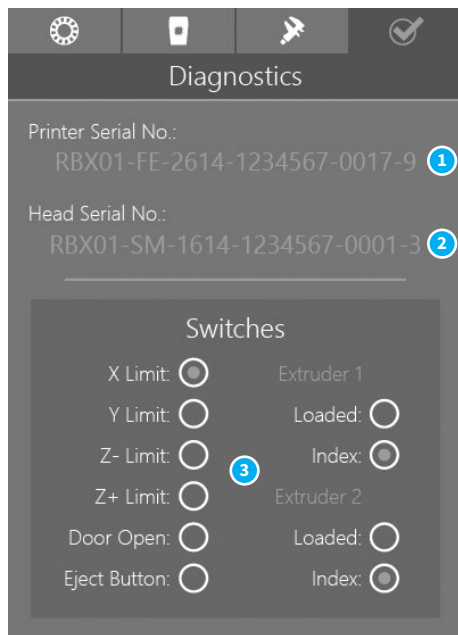 Diagnostics
Printer Serial No.:
RBX01-FE-2614-1234567-0017-9 1
Head Serial No.:
RBX01-SM-1614-1234567-0001-3 2
Switches
X Limit: Extruder 1
Y Limit: Loaded:
Z- Limit: Index:
3
Z+ Limit: Extruder 2
Door Open: Loaded:
Eject Button: Index: